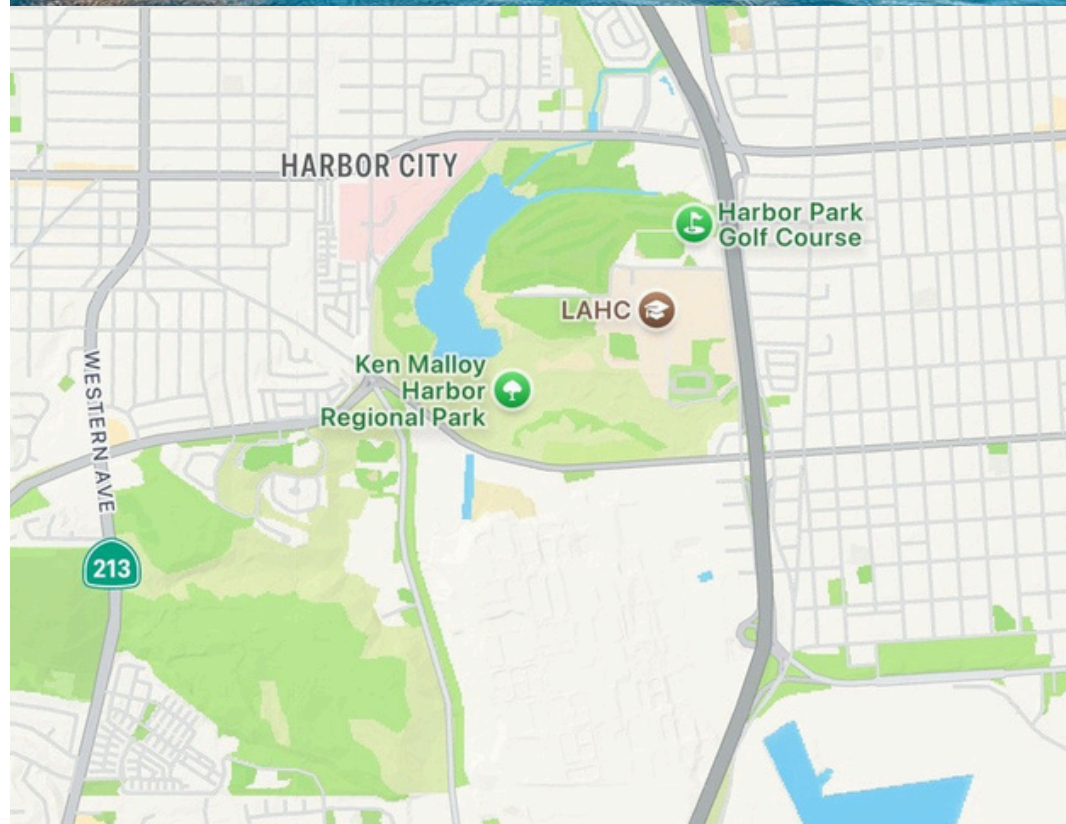 HARBOR CITY
Harbor Park
Golf Course
LAHC
Ken Malloy
Harbor
Regional Park
WESTERN AVE
213